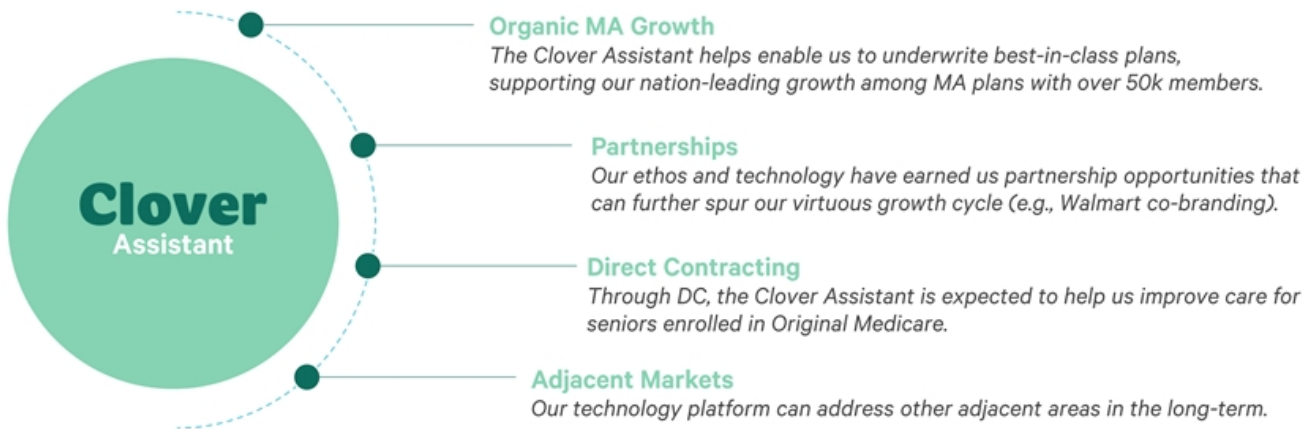 Organic MA Growth
The Clover Assistant helps enable us to underwrite best-in-class plans,
supporting our nation-leading growth among MA plans with over 50k members.
Partnerships
Our ethos and technology have earned us partnership opportunities that
can further spur our virtuous growth cycle (e.g., Walmart co-branding).
Clover
Assistant
Direct Contracting
Through DC, the Clover Assistant is expected to help us improve care for
seniors enrolled in Original Medicare.
Adjacent Markets
Our technology platform can address other adjacent areas in the long-term.